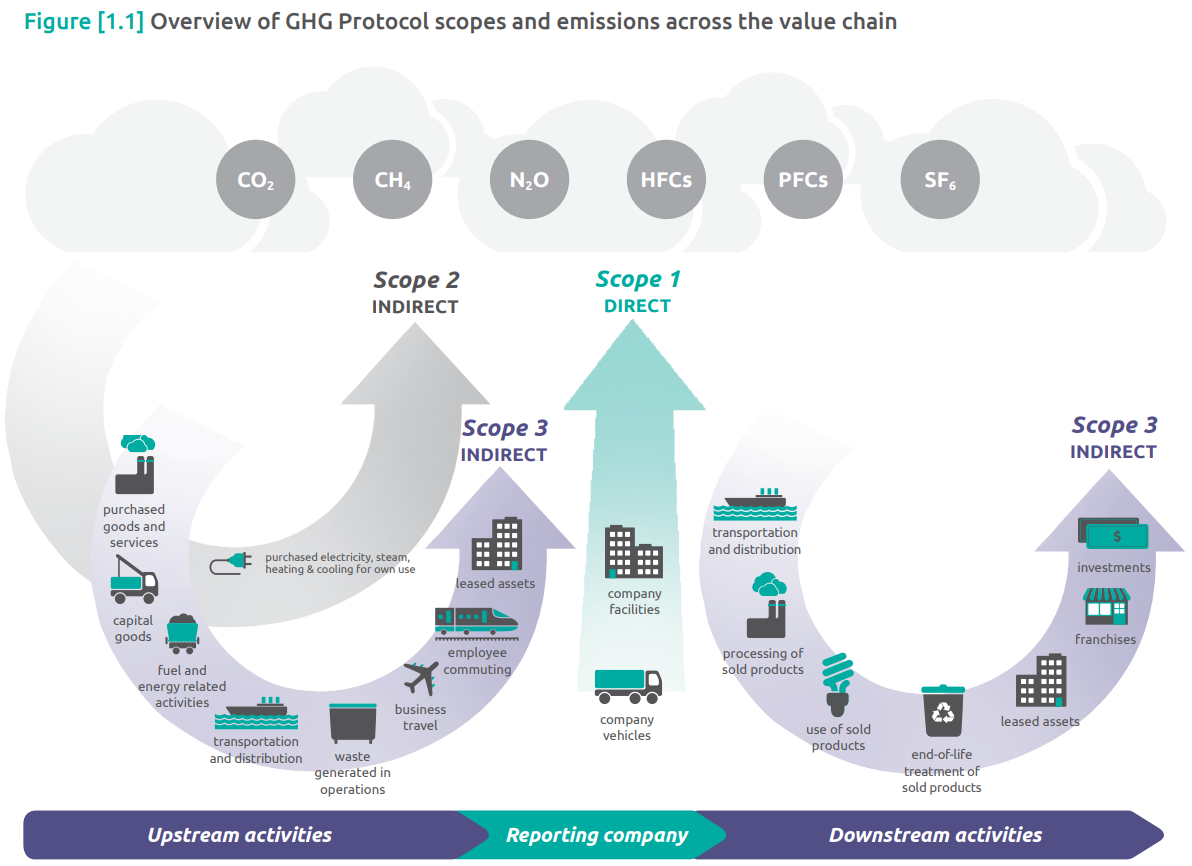 Figure [1.1] Overview of GHG Protocol scopes and emissions across the value chain
CO₂
CH₄
N₂O
HFCs
PFCs
SF₆
Scope 2
INDIRECT
Scope 1
DIRECT
Scope 3
INDIRECT
Scope 3
INDIRECT
purchased
goods and
services
capital
goods
fuel and
energy related
activities
transportation
and distribution
waste
generated in
operations
business
travel
employee
commuting
leased assets
purchased electricity, steam,
heating & cooling for own use
company
facilities
company
vehicles
transportation
and distribution
processing of
sold products
use of sold
products
end-of-life
treatment of
sold products
leased assets
franchises
$
investments
Upstream activities
Reporting company
Downstream activities